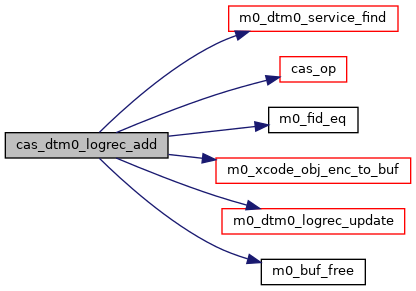 m0_dtm0_service_find
cas_op
m0_fid_eq
cas_dtm0_logrec_add
m0_xcode_obj_enc_to_buf
m0_dtm0_logrec_update
m0_buf_free